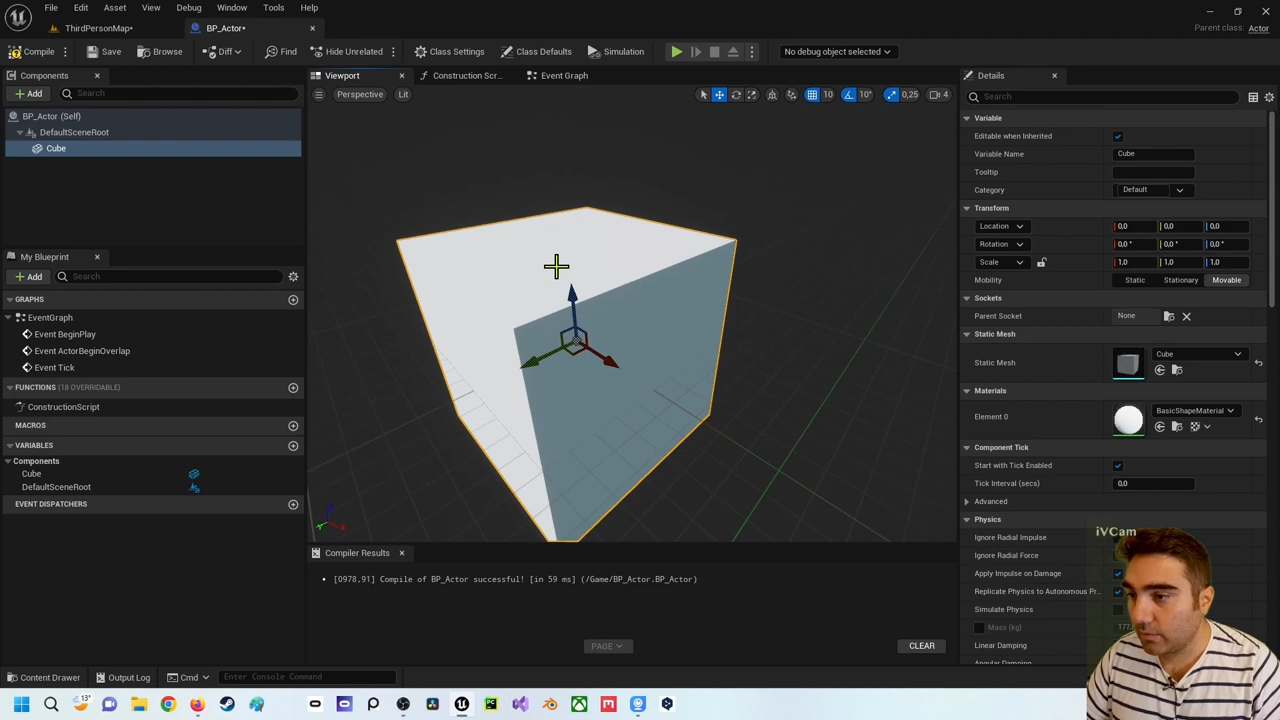 File Edit Asset View Debug Window Tools Help
ThirdPersonMap*
BP_Actor*
Parent class: Actor
Compile
Save
Browse
Diff
Find
Hide Unrelated
Class Settings
Class Defaults
Simulation
No debug object selected
Components
Add
Search
BP_Actor (Self)
DefaultSceneRoot
Cube
My Blueprint
Add
Search
GRAPHS
EventGraph
Event BeginPlay
Event ActorBeginOverlap
Event Tick
FUNCTIONS (18 OVERRIDABLE)
ConstructionScript
MACROS
VARIABLES
Components
Cube
DefaultSceneRoot
EVENT DISPATCHERS
Viewport
Construction Scr...
Event Graph
Perspective
Lit
10
10°
0,25
4
Compiler Results
[0978,91] Compile of BP_Actor successful! [in 59 ms] (/Game/BP_Actor.BP_Actor)
PAGE
CLEAR
Details
Search
Variable
Editable when Inherited
Variable Name Cube
Tooltip
Category Default
Transform
Location 0,0 0,0 0,0
Rotation 0,0 ° 0,0 ° 0,0 °
Scale 1,0 1,0 1,0
Mobility Static Stationary Movable
Sockets
Parent Socket None
Static Mesh
Static Mesh Cube
Materials
Element 0 BasicShapeMaterial
Component Tick
Start with Tick Enabled
Tick Interval (secs) 0,0
Advanced
Physics
iVCam
Ignore Radial Impulse
Ignore Radial Force
Apply Impulse on Damage
Replicate Physics to Autonomous Pr...
Simulate Physics
Mass (kg)
Linear Damping
Content Drawer
Output Log
Cmd
Enter Console Command
13°